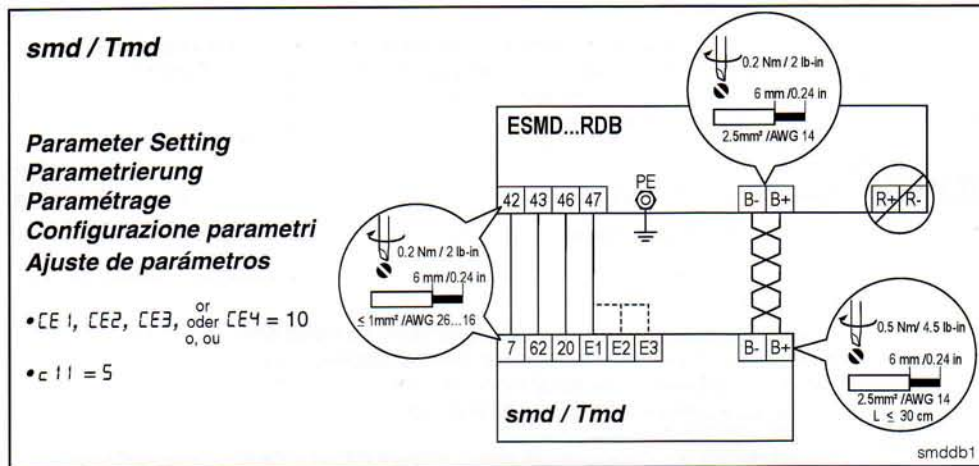 smd / Tmd
Parameter Setting
Parametrierung
Paramétrage
Configurazione parametri
Ajuste de parámetros
•CE1, CE2, CE3, or oder o, ou CE4 = 10
•c11 = 5
0.2 Nm / 2 lb-in
6 mm /0.24 in
2.5mm² /AWG 14
ESMD...RDB
42 43 46 47
PE
B- B+
R+ R-
0.2 Nm / 2 lb-in
6 mm /0.24 in
≤ 1mm² /AWG 26...16
7 62 20 E1 E2 E3
B- B+
smd / Tmd
0.5 Nm/ 4.5 lb-in
6 mm /0.24 in
2.5mm² /AWG 14
L ≤ 30 cm
smddb1